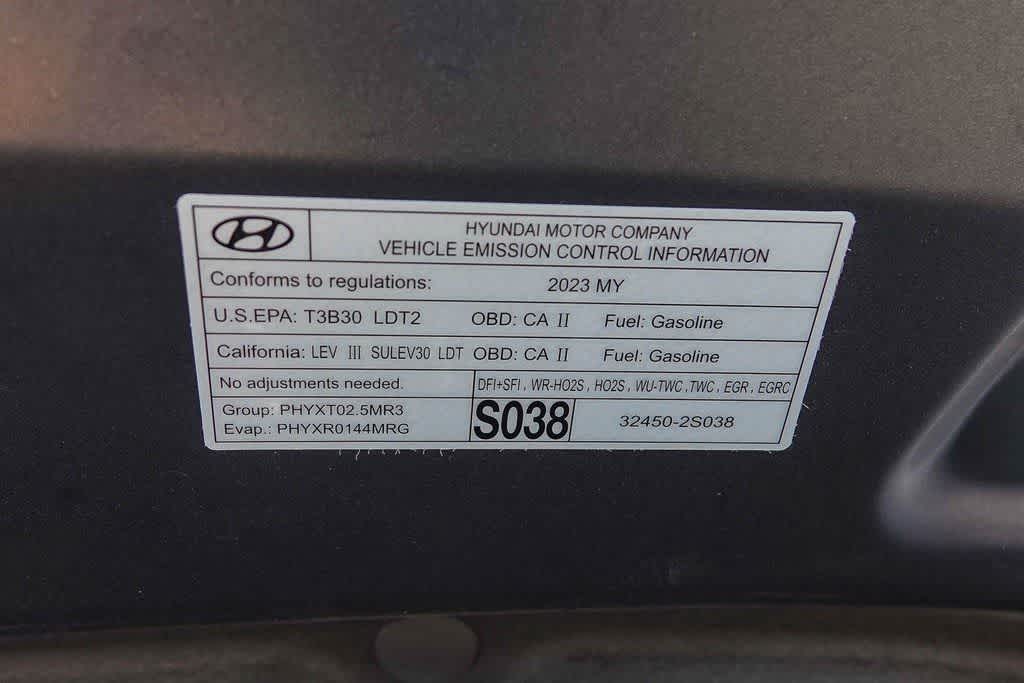 HYUNDAI MOTOR COMPANY
VEHICLE EMISSION CONTROL INFORMATION
Conforms to regulations: 2023 MY
U.S.EPA: T3B30 LDT2 OBD: CA II Fuel: Gasoline
California: LEV III SULEV30 LDT OBD: CA II Fuel: Gasoline
No adjustments needed. DFI+SFI, WR-HO2S, HO2S, WU-TWC, TWC, EGR, EGRC
Group: PHYXT02.5MR3
Evap.: PHYXR0144MRG
S038 32450-2S038